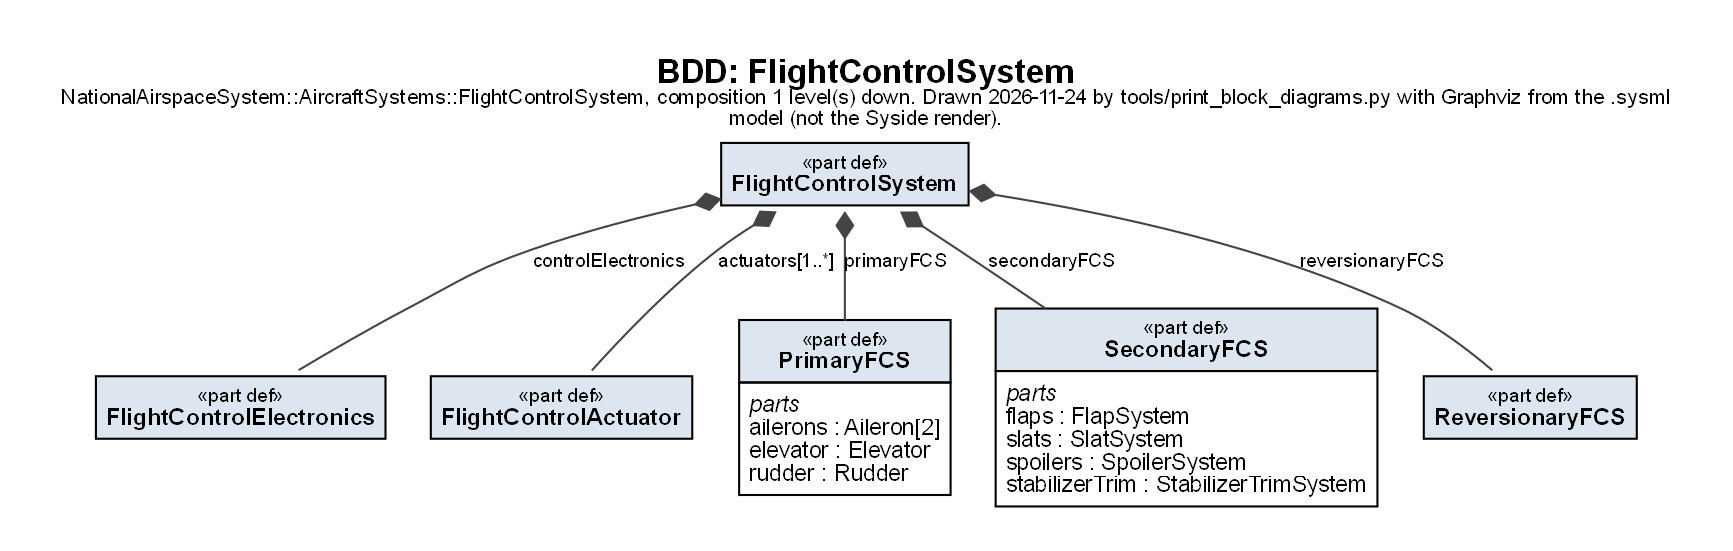 BDD: FlightControlSystem
NationalAirspaceSystem::AircraftSystems::FlightControlSystem, composition 1 level(s) down. Drawn 2026-11-24 by tools/print_block_diagrams.py with Graphviz from the .sysml
model (not the Syside render).
«part def»
FlightControlSystem
controlElectronics
actuators[1..*]
primaryFCS
secondaryFCS
reversionaryFCS
«part def»
FlightControlElectronics
«part def»
FlightControlActuator
«part def»
PrimaryFCS
parts
ailerons : Aileron[2]
elevator : Elevator
rudder : Rudder
«part def»
SecondaryFCS
parts
flaps : FlapSystem
slats : SlatSystem
spoilers : SpoilerSystem
stabilizerTrim : StabilizerTrimSystem
«part def»
ReversionaryFCS